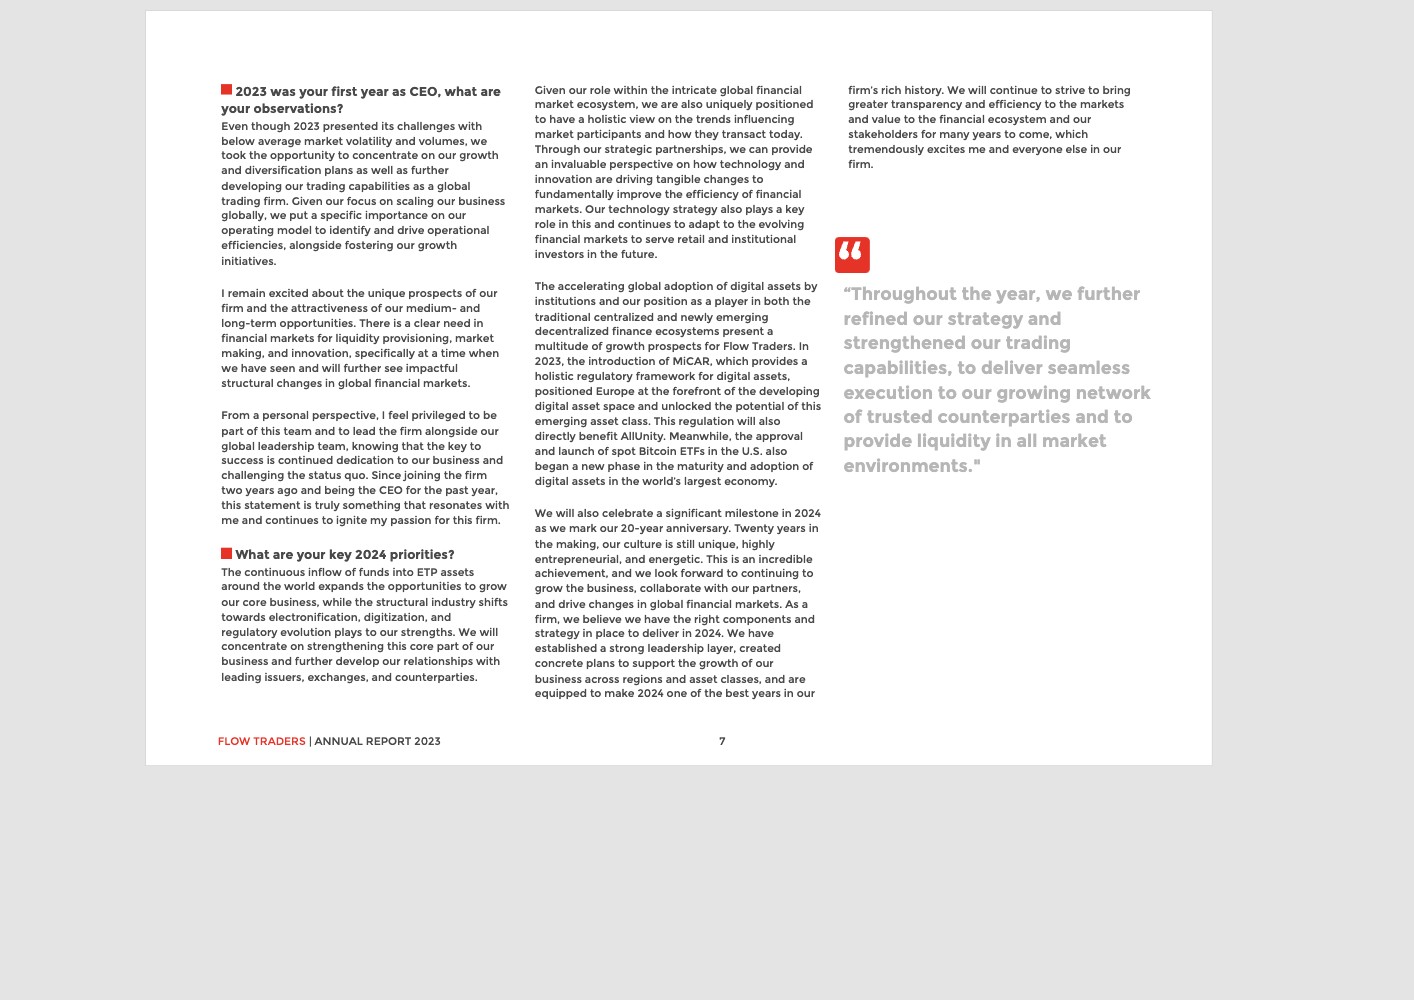 2023 was your first year as CEO, what are
your observations?
Even though 2023 presented its challenges with
below average market volatility and volumes, we
took the opportunity to concentrate on our growth
and diversification plans as well as further
developing our trading capabilities as a global
trading firm. Given our focus on scaling our business
globally, we put a specific importance on our
operating model to identify and drive operational
efficiencies, alongside fostering our growth
initiatives.
I remain excited about the unique prospects of our
firm and the attractiveness of our medium- and
long-term opportunities. There is a clear need in
financial markets for liquidity provisioning, market
making, and innovation, specifically at a time when
we have seen and will further see impactful
structural changes in global financial markets.
From a personal perspective, I feel privileged to be
part of this team and to lead the firm alongside our
global leadership team, knowing that the key to
success is continued dedication to our business and
challenging the status quo. Since joining the firm
two years ago and being the CEO for the past year,
this statement is truly something that resonates with
me and continues to ignite my passion for this firm.
What are your key 2024 priorities?
The continuous inflow of funds into ETP assets
around the world expands the opportunities to grow
our core business, while the structural industry shifts
towards electronification, digitization, and
regulatory evolution plays to our strengths. We will
concentrate on strengthening this core part of our
business and further develop our relationships with
leading issuers, exchanges, and counterparties.
Given our role within the intricate global financial
market ecosystem, we are also uniquely positioned
to have a holistic view on the trends influencing
market participants and how they transact today.
Through our strategic partnerships, we can provide
an invaluable perspective on how technology and
innovation are driving tangible changes to
fundamentally improve the efficiency of financial
markets. Our technology strategy also plays a key
role in this and continues to adapt to the evolving
financial markets to serve retail and institutional
investors in the future.
The accelerating global adoption of digital assets by
institutions and our position as a player in both the
traditional centralized and newly emerging
decentralized finance ecosystems present a
multitude of growth prospects for Flow Traders. In
2023, the introduction of MiCAR, which provides a
holistic regulatory framework for digital assets,
positioned Europe at the forefront of the developing
digital asset space and unlocked the potential of this
emerging asset class. This regulation will also
directly benefit AllUnity. Meanwhile, the approval
and launch of spot Bitcoin ETFs in the U.S. also
began a new phase in the maturity and adoption of
digital assets in the world's largest economy.
We will also celebrate a significant milestone in 2024
as we mark our 20-year anniversary. Twenty years in
the making, our culture is still unique, highly
entrepreneurial, and energetic. This is an incredible
achievement, and we look forward to continuing to
grow the business, collaborate with our partners,
and drive changes in global financial markets. As a
firm, we believe we have the right components and
strategy in place to deliver in 2024. We have
established a strong leadership layer, created
concrete plans to support the growth of our
business across regions and asset classes, and are
equipped to make 2024 one of the best years in our
firm's rich history. We will continue to strive to bring
greater transparency and efficiency to the markets
and value to the financial ecosystem and our
stakeholders for many years to come, which
tremendously excites me and everyone else in our
firm.
“Throughout the year, we further
refined our strategy and
strengthened our trading
capabilities, to deliver seamless
execution to our growing network
of trusted counterparties and to
provide liquidity in all market
environments."
FLOW TRADERS | ANNUAL REPORT 2023
7